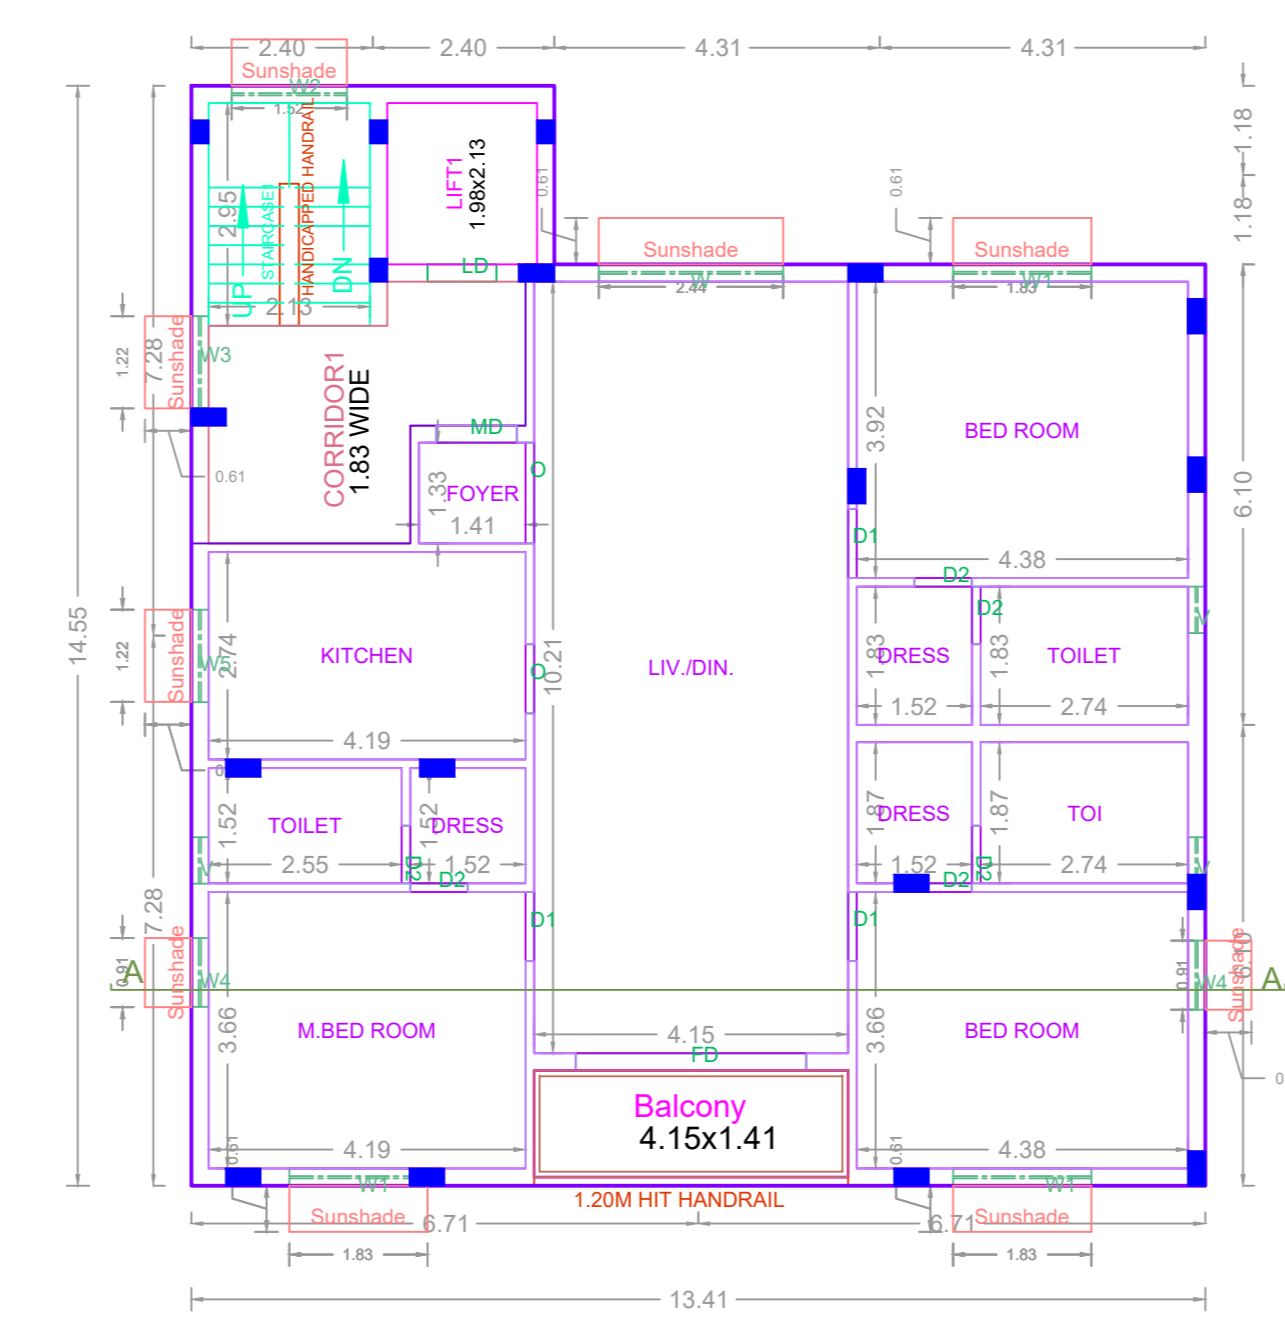 2.40
2.40
4.31
4.31
Sunshade
W2
1.52
1.18
1.18
HANDICAPPED HANDRAIL
STAIRCASE1
UP
DN
2.95
2.13
LIFT1
1.98x2.13
LD
0.61
0.61
Sunshade
W
2.44
Sunshade
W1
1.83
14.55
7.28
1.22
Sunshade
W3
0.61
CORRIDOR1
1.83 WIDE
MD
O
1.33
FOYER
1.41
3.92
BED ROOM
D1
4.38
D2
6.10
1.22
Sunshade
W5
2.74
KITCHEN
4.19
O
10.21
LIV./DIN.
1.83
DRESS
1.52
D2
1.83
TOILET
2.74
V
1.52
TOILET
2.55
D2
1.52
DRESS
1.52
D2
V
1.87
DRESS
1.52
D2
1.87
TOI
2.74
D2
V
7.28
D1
D1
0.91
Sunshade
W4
A
3.66
M.BED ROOM
4.19
4.15
FD
Balcony
4.15x1.41
1.20M HIT HANDRAIL
3.66
BED ROOM
4.38
0.91
W4
Sunshade
6.10
A
0.61
0.61
W1
W1
Sunshade
6.71
6.71
Sunshade
1.83
1.83
13.41